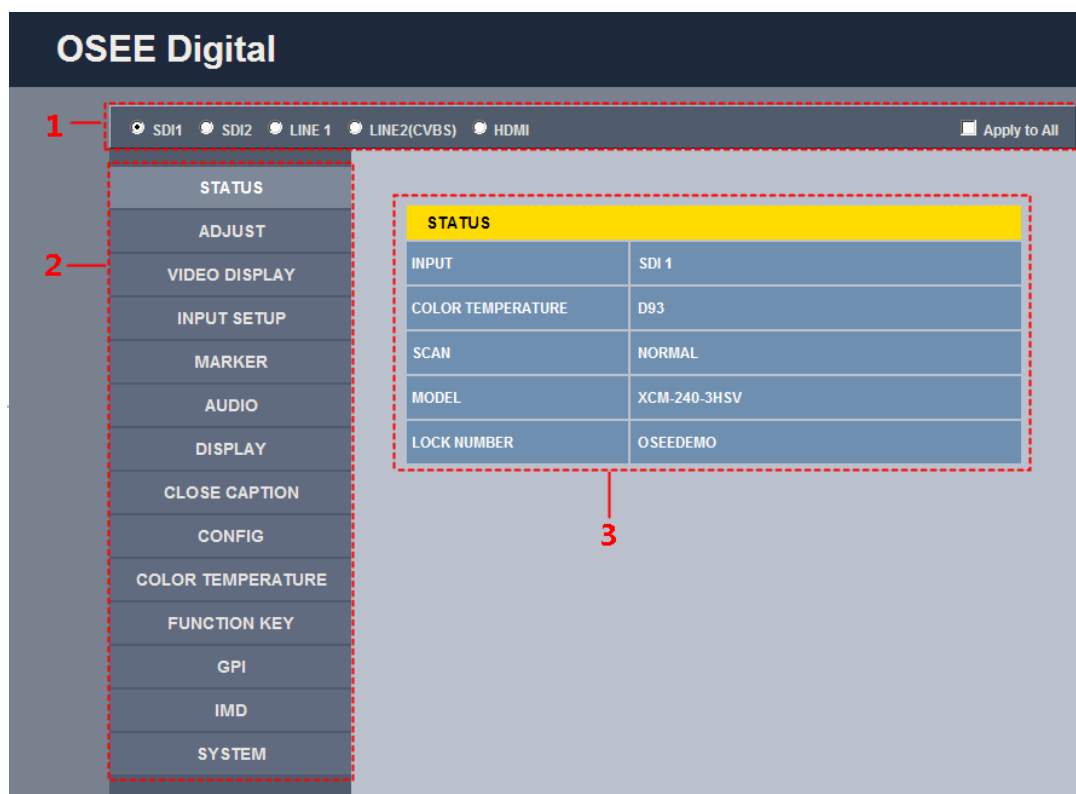 OSEE Digital
1
SDI1 SDI2 LINE 1 LINE2(CVBS) HDMI Apply to All
2
STATUS
ADJUST
VIDEO DISPLAY
INPUT SETUP
MARKER
AUDIO
DISPLAY
CLOSE CAPTION
CONFIG
COLOR TEMPERATURE
FUNCTION KEY
GPI
IMD
SYSTEM
STATUS
INPUT SDI 1
COLOR TEMPERATURE D93
SCAN NORMAL
MODEL XCM-240-3HSV
LOCK NUMBER OSEEDEMO
3